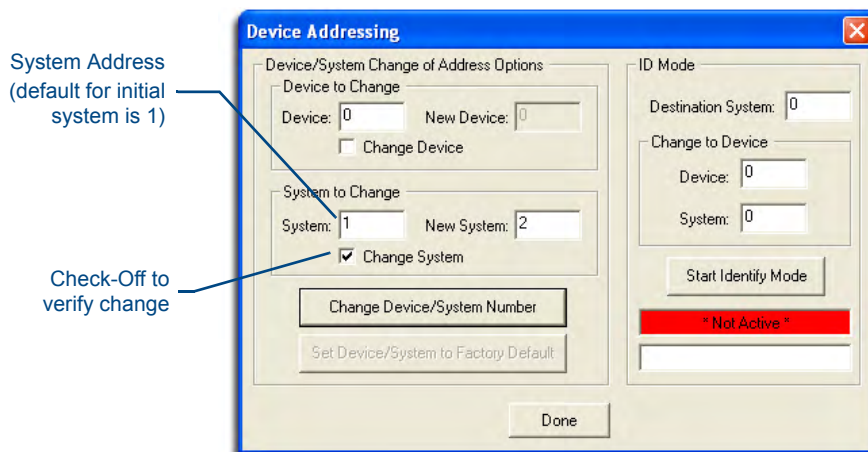 Device Addressing
System Address
(default for initial
system is 1)
Check-Off to
verify change
Device/System Change of Address Options
Device to Change
Device: 0 New Device: 0
Change Device
System to Change
System: 1 New System: 2
Change System
Change Device/System Number
Set Device/System to Factory Default
ID Mode
Destination System: 0
Change to Device
Device: 0
System: 0
Start Identify Mode
* Not Active *
Done